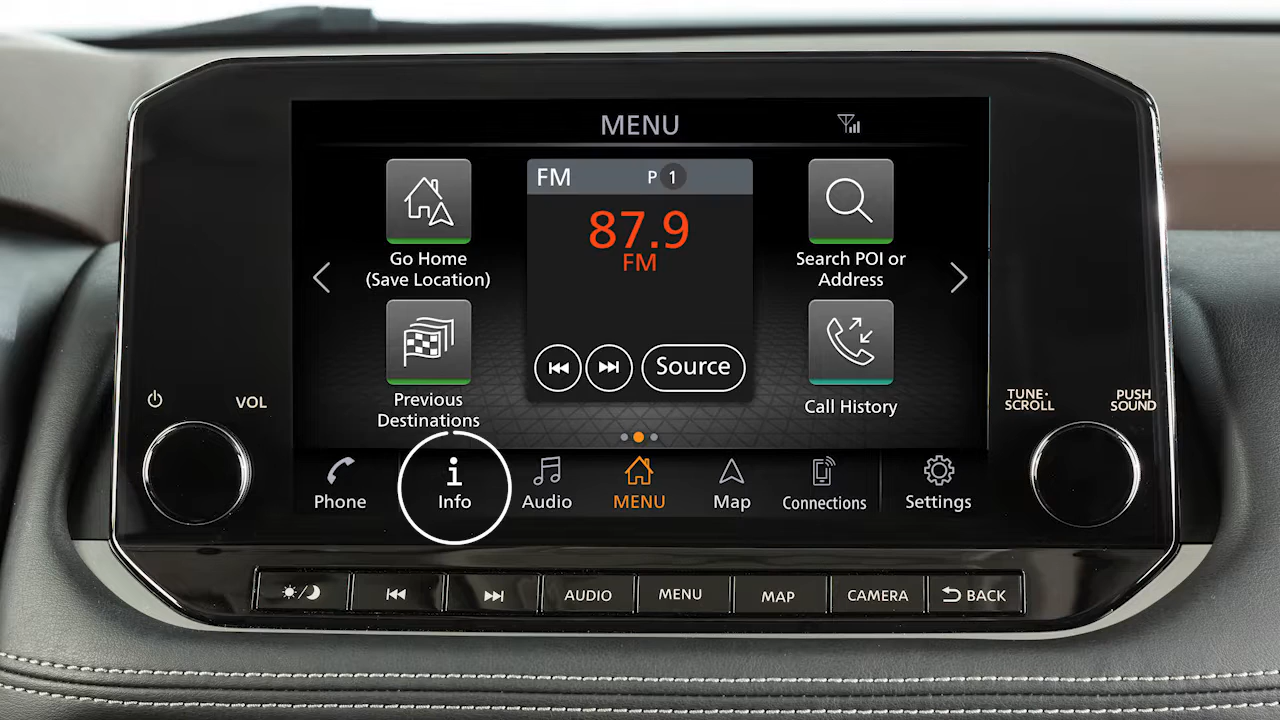 MENU
FM P 1
87.9
FM
Go Home
(Save Location)
Search POI or
Address
Source
Previous
Destinations
Call History
VOL
TUNE·
SCROLL
PUSH
SOUND
Phone
Info
Audio
MENU
Map
Connections
Settings
AUDIO
MENU
MAP
CAMERA
BACK